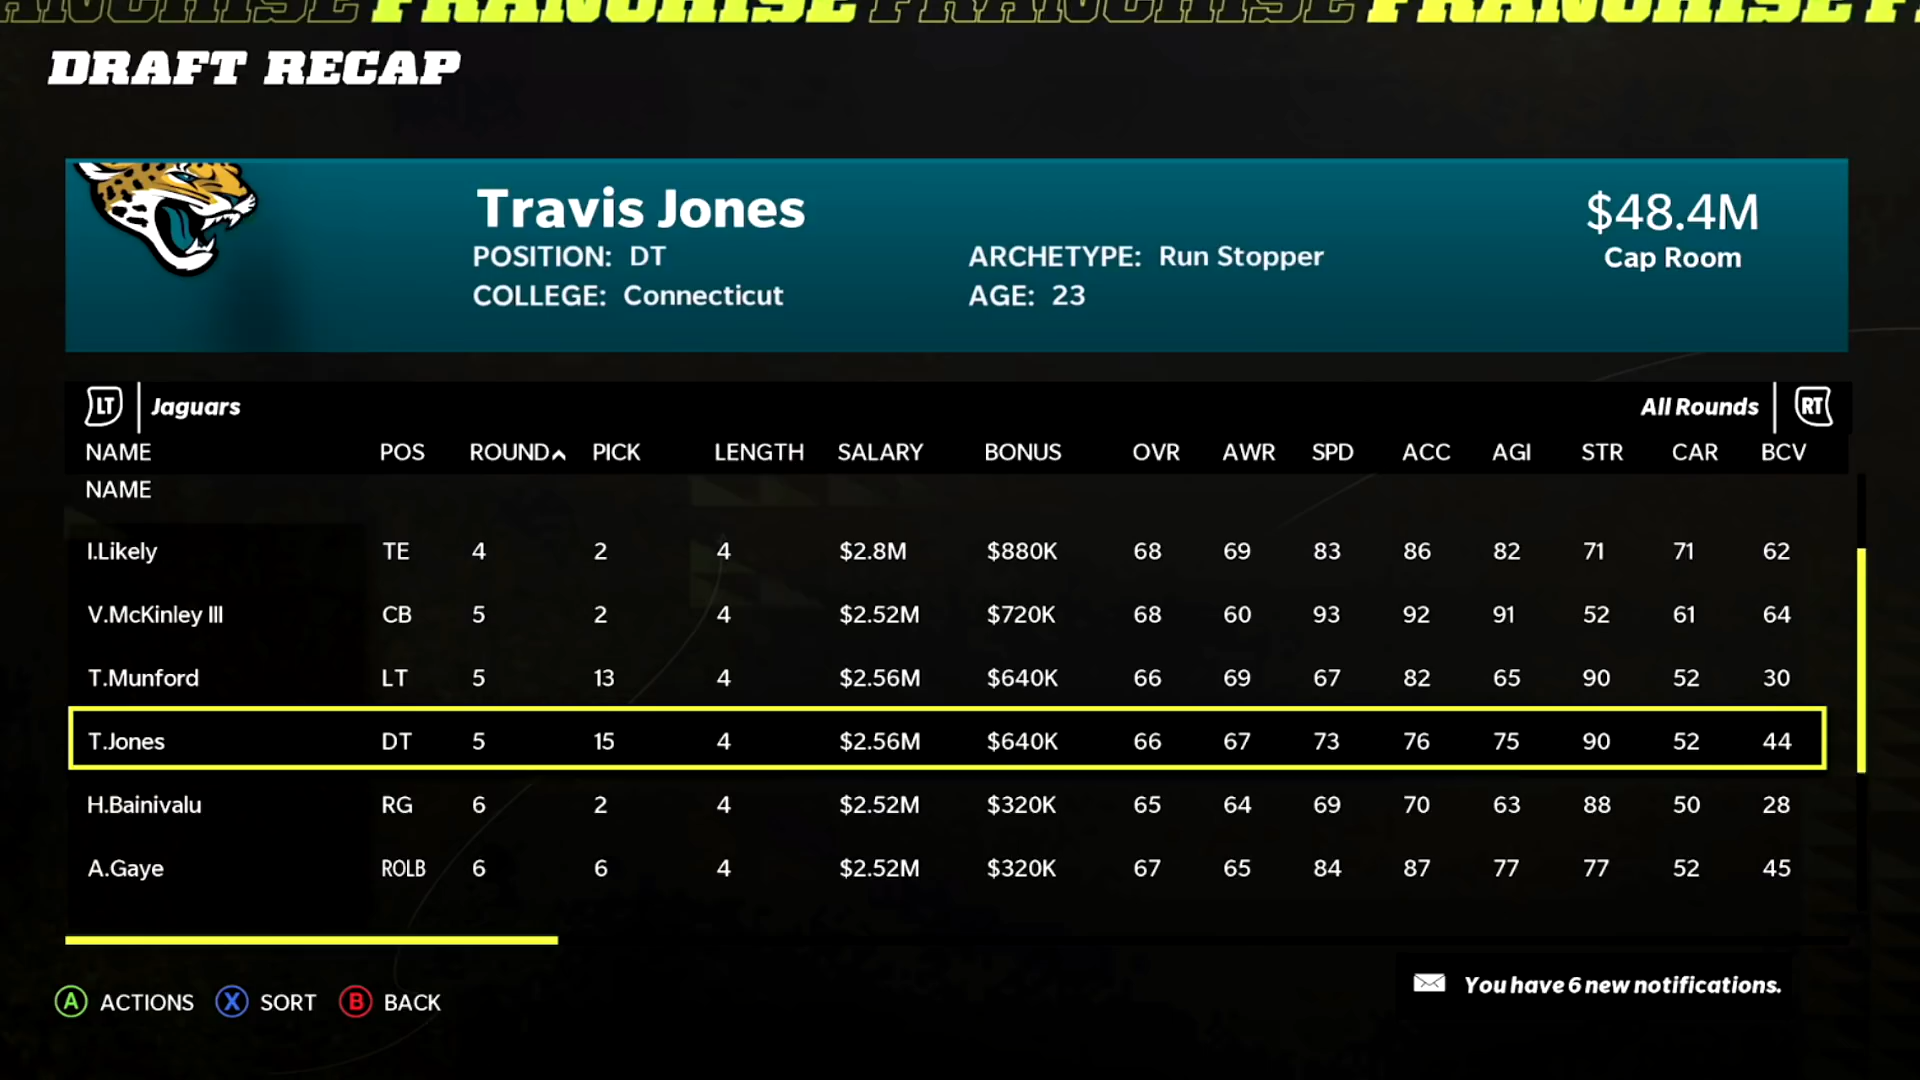 FRANCHISE FRANCHISE FRANCHISE FRANCHISE
DRAFT RECAP
Travis Jones
POSITION: DT
ARCHETYPE: Run Stopper
COLLEGE: Connecticut
AGE: 23
$48.4M
Cap Room
LT Jaguars
All Rounds RT
NAME POS ROUND PICK LENGTH SALARY BONUS OVR AWR SPD ACC AGI STR CAR BCV
NAME
I.Likely TE 4 2 4 $2.8M $880K 68 69 83 86 82 71 71 62
V.McKinley III CB 5 2 4 $2.52M $720K 68 60 93 92 91 52 61 64
T.Munford LT 5 13 4 $2.56M $640K 66 69 67 82 65 90 52 30
T.Jones DT 5 15 4 $2.56M $640K 66 67 73 76 75 90 52 44
H.Bainivalu RG 6 2 4 $2.52M $320K 65 64 69 70 63 88 50 28
A.Gaye ROLB 6 6 4 $2.52M $320K 67 65 84 87 77 77 52 45
A ACTIONS X SORT B BACK
You have 6 new notifications.